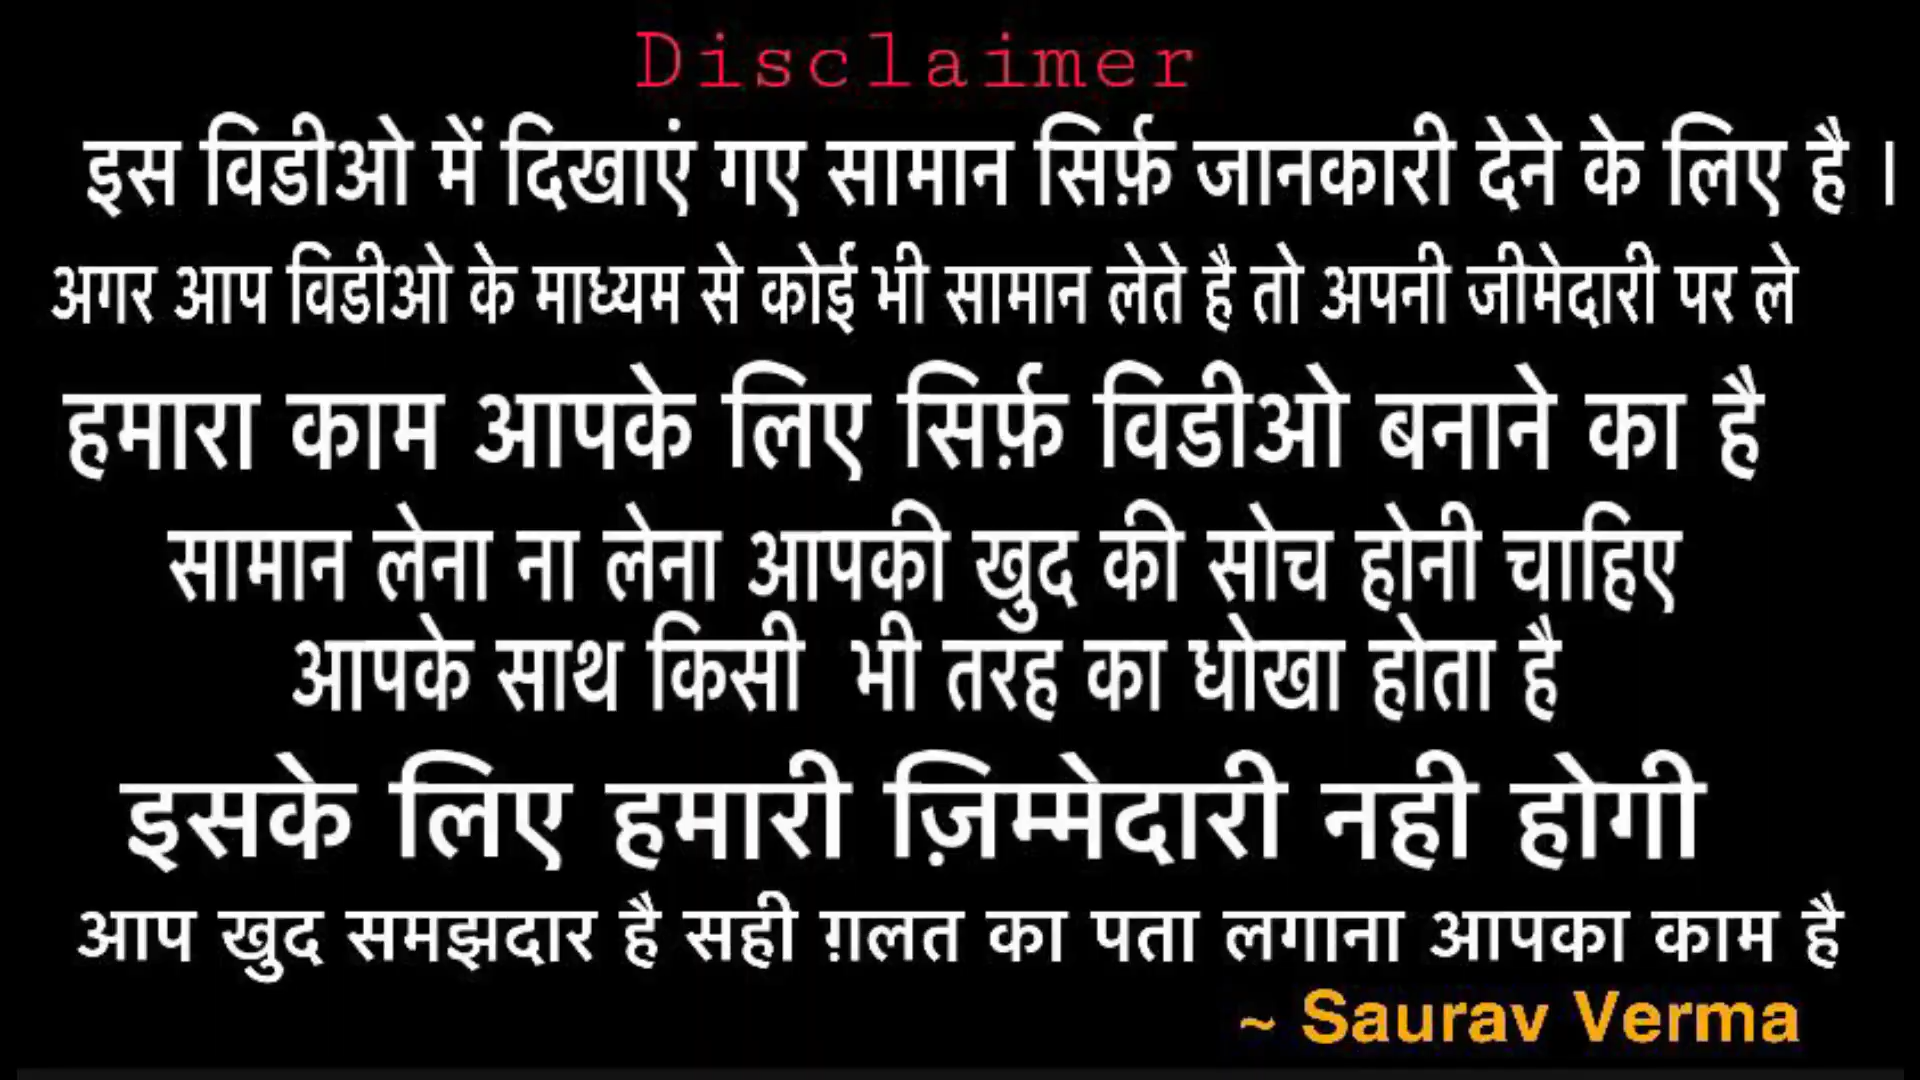 Disclaimer
इस विडीओ में दिखाएं गए सामान सिर्फ़ जानकारी देने के लिए है ।
अगर आप विडीओ के माध्यम से कोई भी सामान लेते है तो अपनी जीमेदारी पर ले
हमारा काम आपके लिए सिर्फ़ विडीओ बनाने का है
सामान लेना ना लेना आपकी खुद की सोच होनी चाहिए
आपके साथ किसी भी तरह का धोखा होता है
इसके लिए हमारी ज़िम्मेदारी नही होगी
आप खुद समझदार है सही ग़लत का पता लगाना आपका काम है
~ Saurav Verma